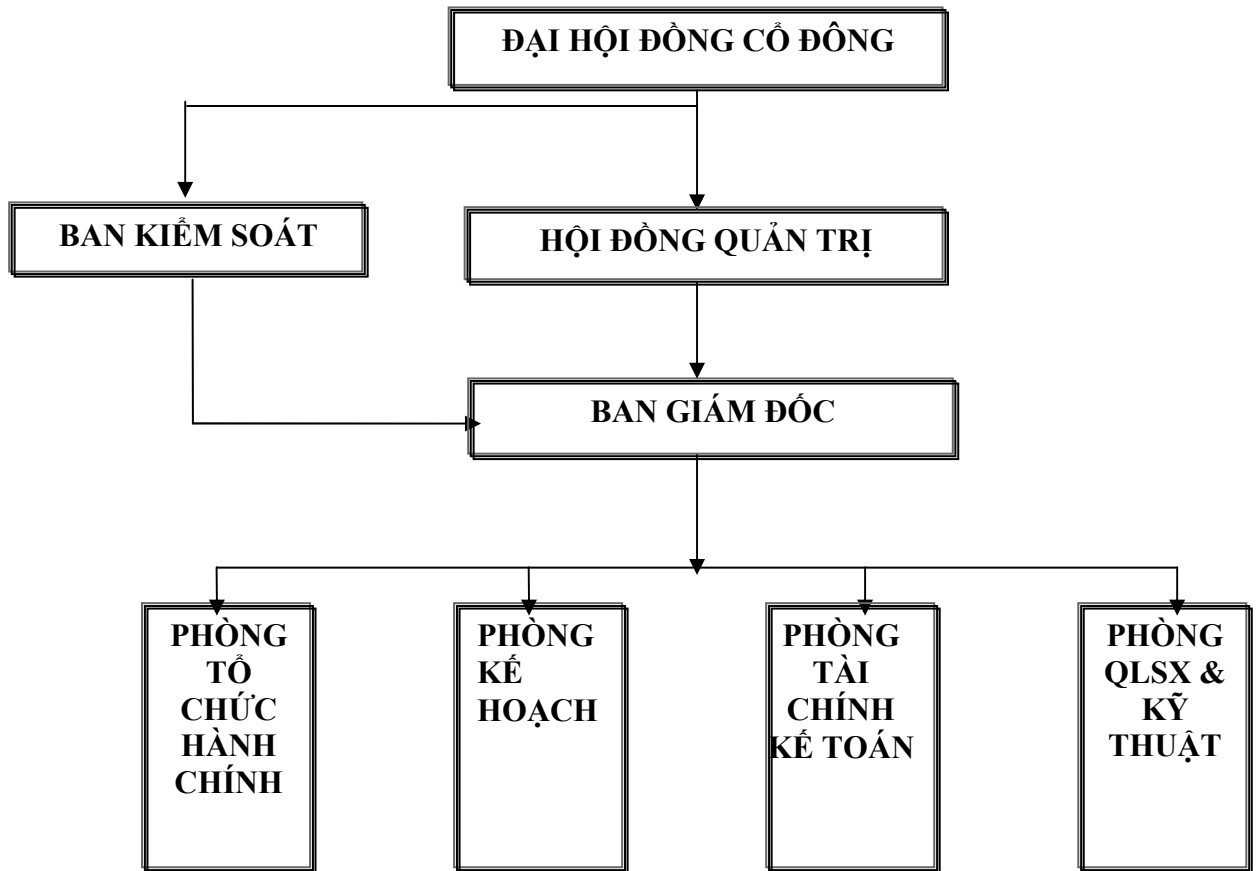 ĐẠI HỘI ĐỒNG CỔ ĐÔNG
BAN KIỂM SOÁT
HỘI ĐỒNG QUẢN TRỊ
BAN GIÁM ĐỐC
PHÒNG
TỔ
CHỨC
HÀNH
CHÍNH
PHÒNG
KẾ
HOẠCH
PHÒNG
TÀI
CHÍNH
KẾ TOÁN
PHÒNG
QLSX &
KỸ
THUẬT